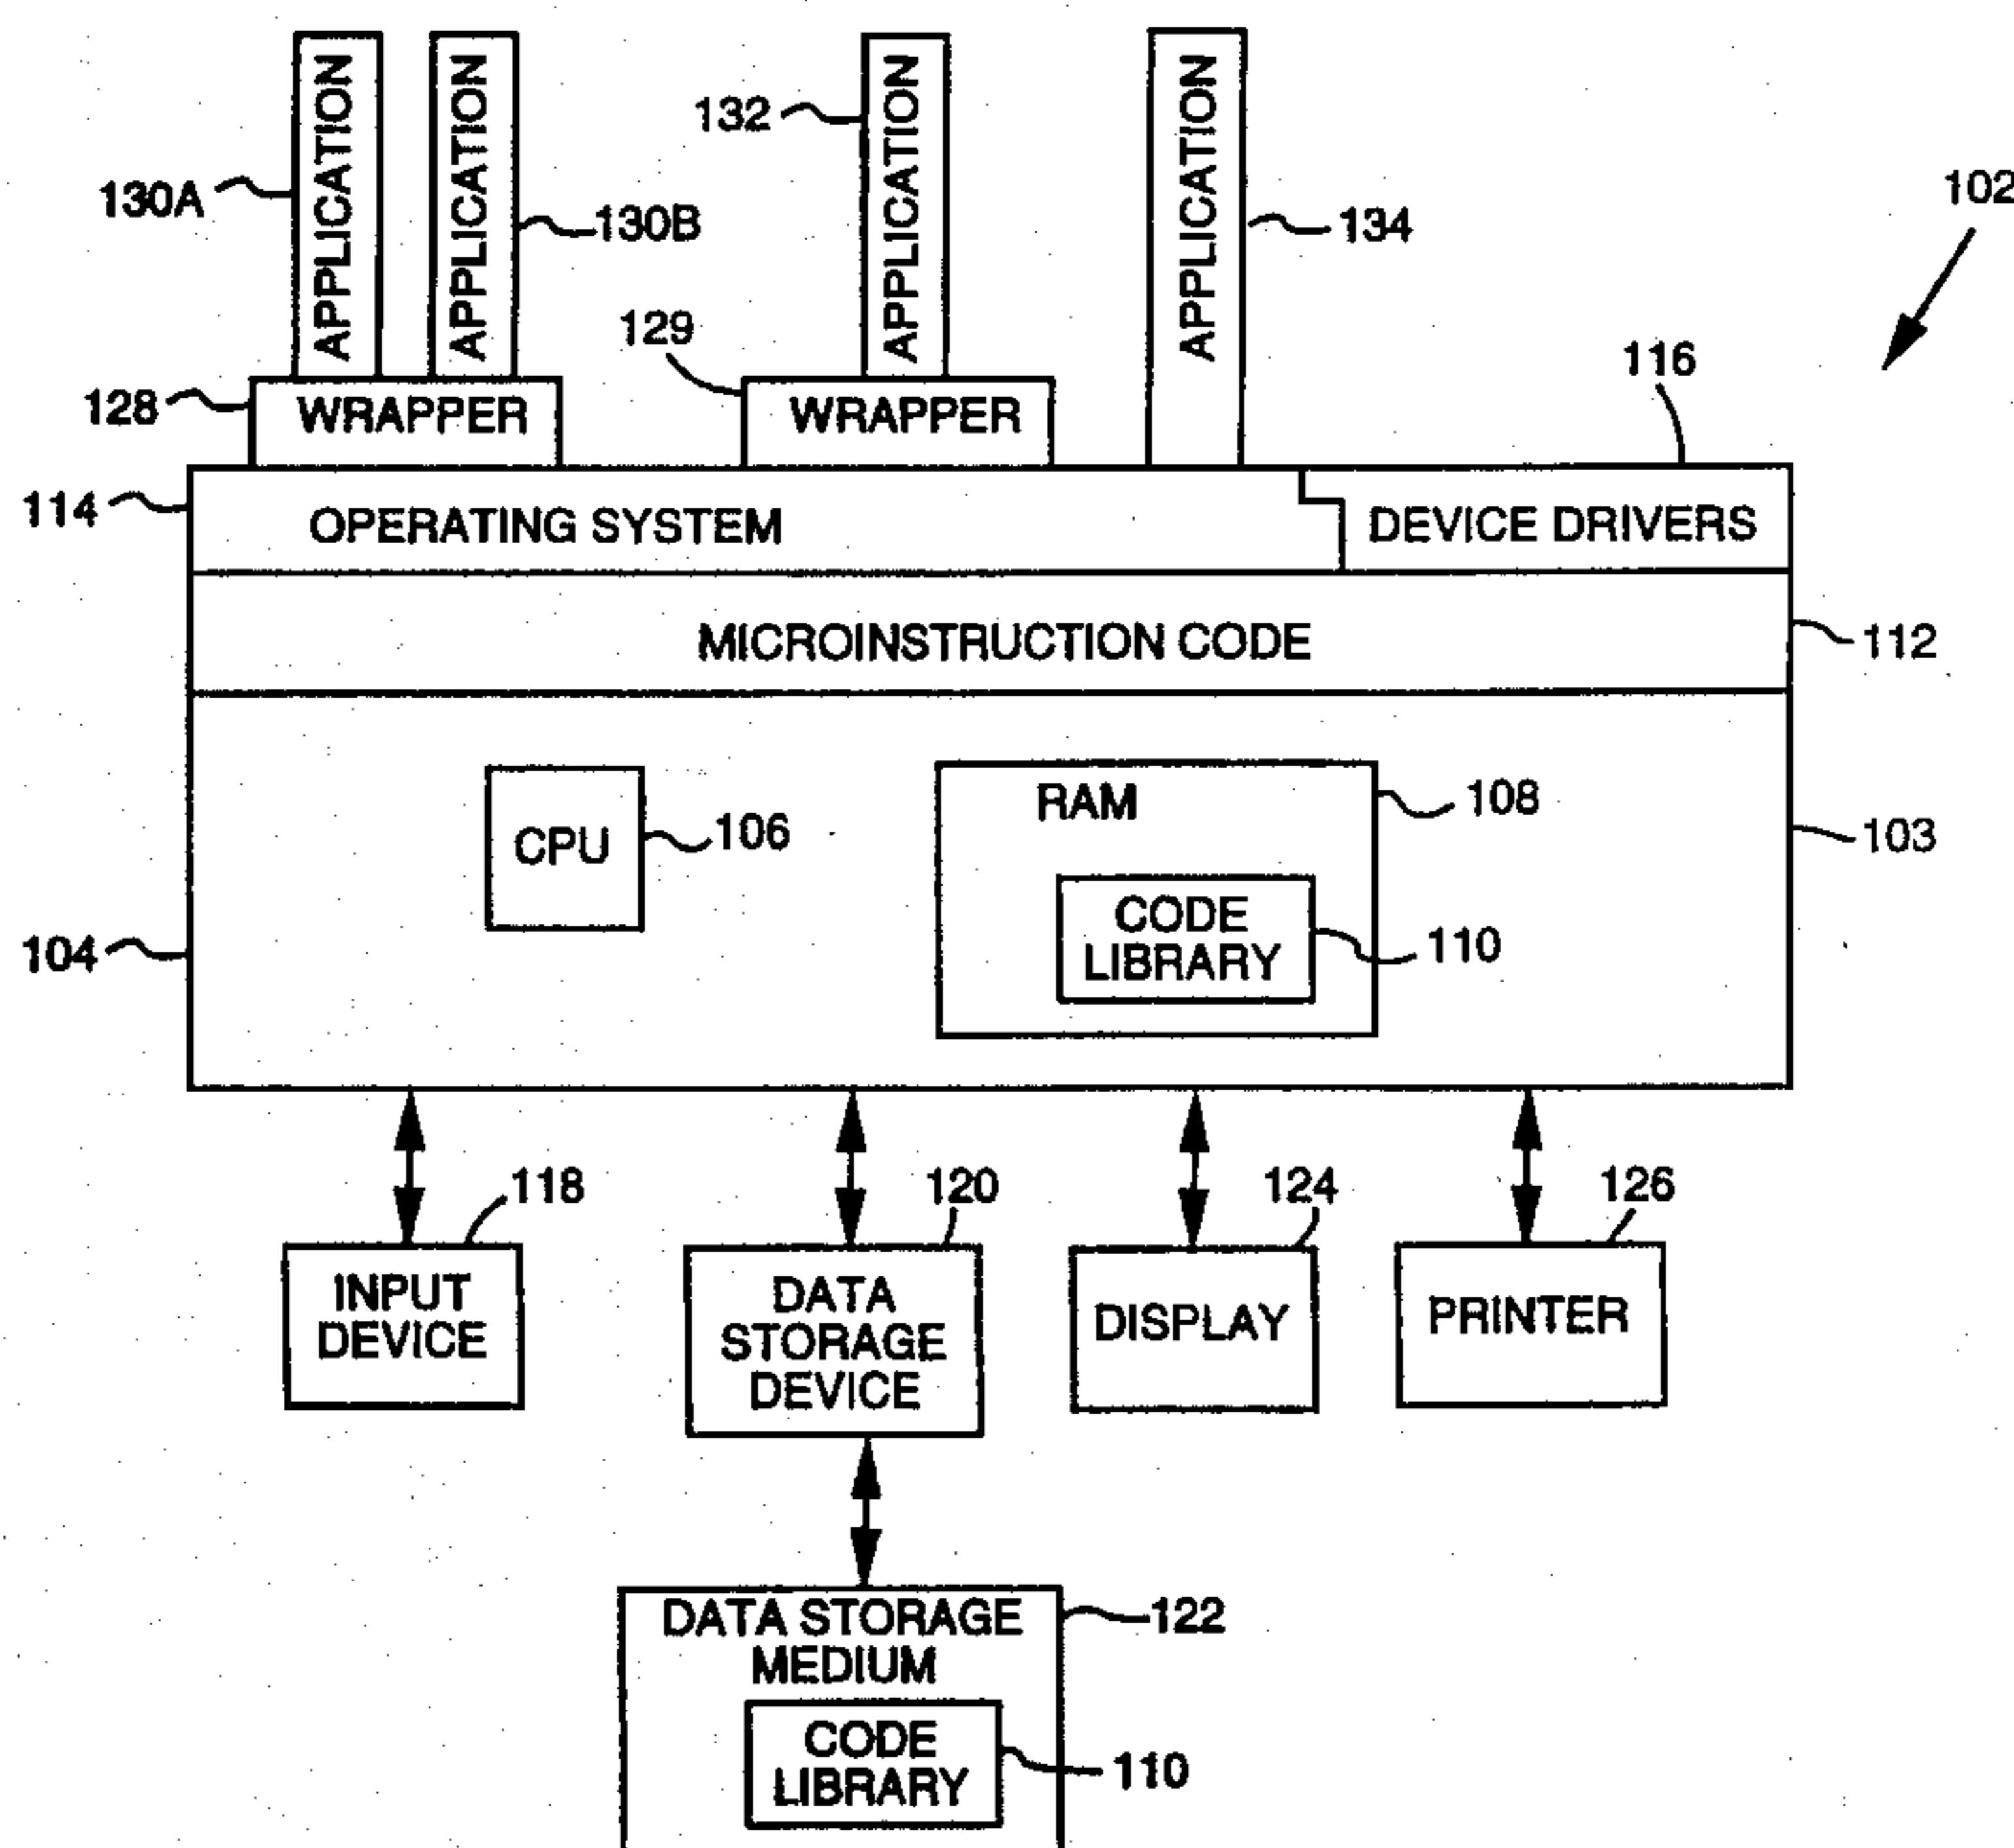 APPLICATION
APPLICATION
APPLICATION
APPLICATION
132
130A
130B
134
102
129
116
128
WRAPPER
WRAPPER
114
OPERATING SYSTEM
DEVICE DRIVERS
MICROINSTRUCTION CODE
112
RAM
108
CPU
106
103
CODE
LIBRARY
110
104
118
120
124
126
INPUT
DEVICE
DATA
STORAGE
DEVICE
DISPLAY
PRINTER
DATA STORAGE
MEDIUM
122
CODE
LIBRARY
110